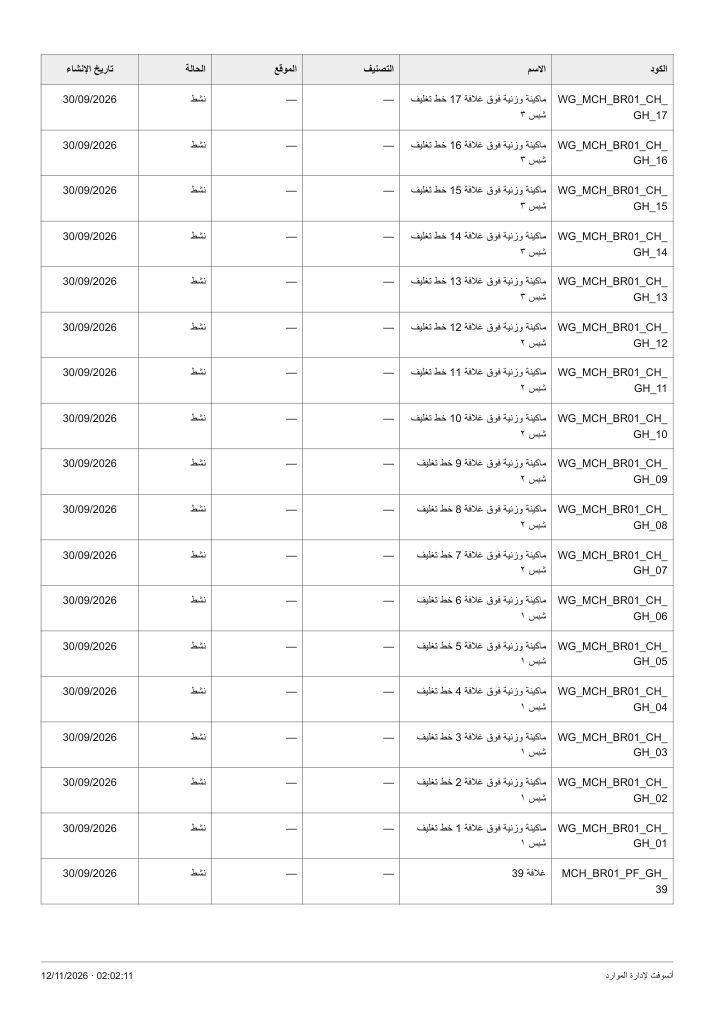 الكود الاسم التصنيف الموقع الحالة تاريخ الإنشاء
WG_MCH_BR01_CH_ ماكينة وزنية فوق غلافة 17 خط تغليف — — نشط 30/09/2026
GH_17 شبس ٣
WG_MCH_BR01_CH_ ماكينة وزنية فوق غلافة 16 خط تغليف — — نشط 30/09/2026
GH_16 شبس ٣
WG_MCH_BR01_CH_ ماكينة وزنية فوق غلافة 15 خط تغليف — — نشط 30/09/2026
GH_15 شبس ٣
WG_MCH_BR01_CH_ ماكينة وزنية فوق غلافة 14 خط تغليف — — نشط 30/09/2026
GH_14 شبس ٣
WG_MCH_BR01_CH_ ماكينة وزنية فوق غلافة 13 خط تغليف — — نشط 30/09/2026
GH_13 شبس ٣
WG_MCH_BR01_CH_ ماكينة وزنية فوق غلافة 12 خط تغليف — — نشط 30/09/2026
GH_12 شبس ٢
WG_MCH_BR01_CH_ ماكينة وزنية فوق غلافة 11 خط تغليف — — نشط 30/09/2026
GH_11 شبس ٢
WG_MCH_BR01_CH_ ماكينة وزنية فوق غلافة 10 خط تغليف — — نشط 30/09/2026
GH_10 شبس ٢
WG_MCH_BR01_CH_ ماكينة وزنية فوق غلافة 9 خط تغليف — — نشط 30/09/2026
GH_09 شبس ٢
WG_MCH_BR01_CH_ ماكينة وزنية فوق غلافة 8 خط تغليف — — نشط 30/09/2026
GH_08 شبس ٢
WG_MCH_BR01_CH_ ماكينة وزنية فوق غلافة 7 خط تغليف — — نشط 30/09/2026
GH_07 شبس ٢
WG_MCH_BR01_CH_ ماكينة وزنية فوق غلافة 6 خط تغليف — — نشط 30/09/2026
GH_06 شبس ١
WG_MCH_BR01_CH_ ماكينة وزنية فوق غلافة 5 خط تغليف — — نشط 30/09/2026
GH_05 شبس ١
WG_MCH_BR01_CH_ ماكينة وزنية فوق غلافة 4 خط تغليف — — نشط 30/09/2026
GH_04 شبس ١
WG_MCH_BR01_CH_ ماكينة وزنية فوق غلافة 3 خط تغليف — — نشط 30/09/2026
GH_03 شبس ١
WG_MCH_BR01_CH_ ماكينة وزنية فوق غلافة 2 خط تغليف — — نشط 30/09/2026
GH_02 شبس ١
WG_MCH_BR01_CH_ ماكينة وزنية فوق غلافة 1 خط تغليف — — نشط 30/09/2026
GH_01 شبس ١
MCH_BR01_PF_GH_ غلافة 39 — — نشط 30/09/2026
39
أتسوفت لإدارة الموارد 12/11/2026 · 02:02:11